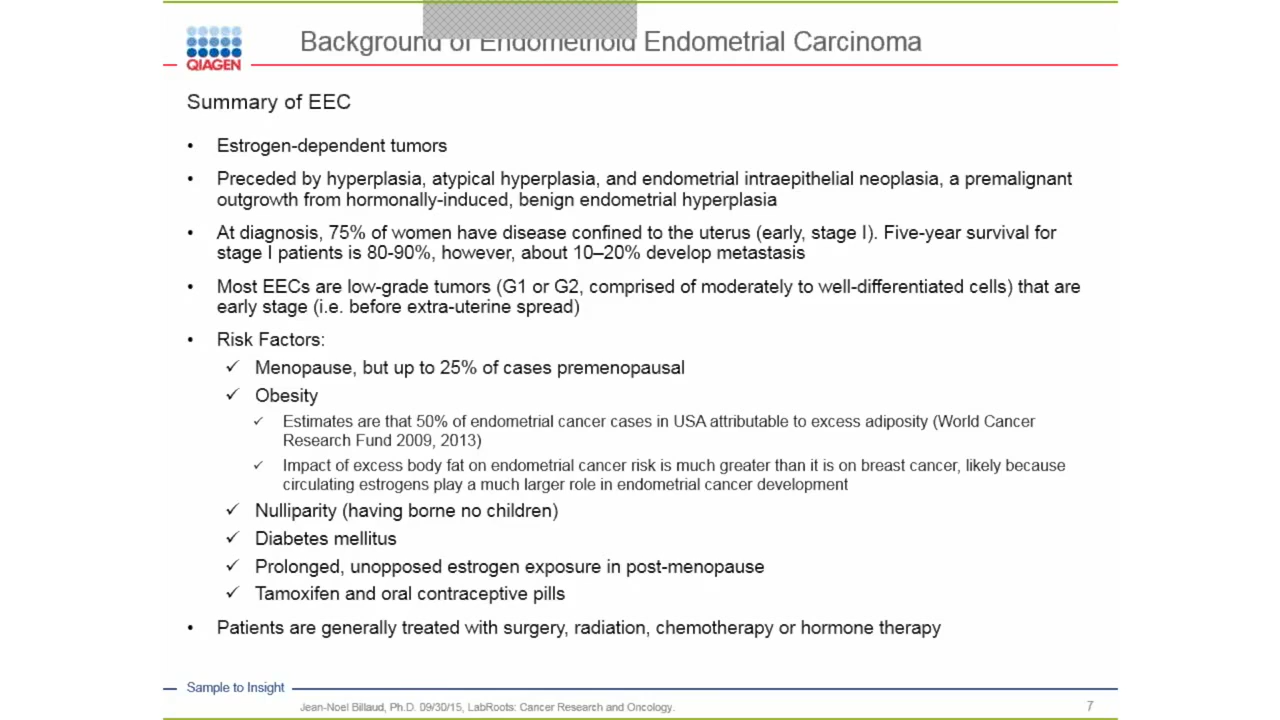 Background of Endometrioid Endometrial Carcinoma
QIAGEN
Summary of EEC
• Estrogen-dependent tumors
• Preceded by hyperplasia, atypical hyperplasia, and endometrial intraepithelial neoplasia, a premalignant
outgrowth from hormonally-induced, benign endometrial hyperplasia
• At diagnosis, 75% of women have disease confined to the uterus (early, stage I). Five-year survival for
stage I patients is 80-90%, however, about 10–20% develop metastasis
• Most EECs are low-grade tumors (G1 or G2, comprised of moderately to well-differentiated cells) that are
early stage (i.e. before extra-uterine spread)
• Risk Factors:
✓ Menopause, but up to 25% of cases premenopausal
✓ Obesity
✓ Estimates are that 50% of endometrial cancer cases in USA attributable to excess adiposity (World Cancer
Research Fund 2009, 2013)
✓ Impact of excess body fat on endometrial cancer risk is much greater than it is on breast cancer, likely because
circulating estrogens play a much larger role in endometrial cancer development
✓ Nulliparity (having borne no children)
✓ Diabetes mellitus
✓ Prolonged, unopposed estrogen exposure in post-menopause
✓ Tamoxifen and oral contraceptive pills
• Patients are generally treated with surgery, radiation, chemotherapy or hormone therapy
Sample to Insight
Jean-Noel Billaud, Ph.D. 09/30/15, LabRoots: Cancer Research and Oncology.
7